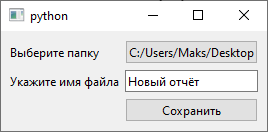 python
Выберите папку C:/Users/Maks/Desktop
Укажите имя файла Новый отчёт
Сохранить